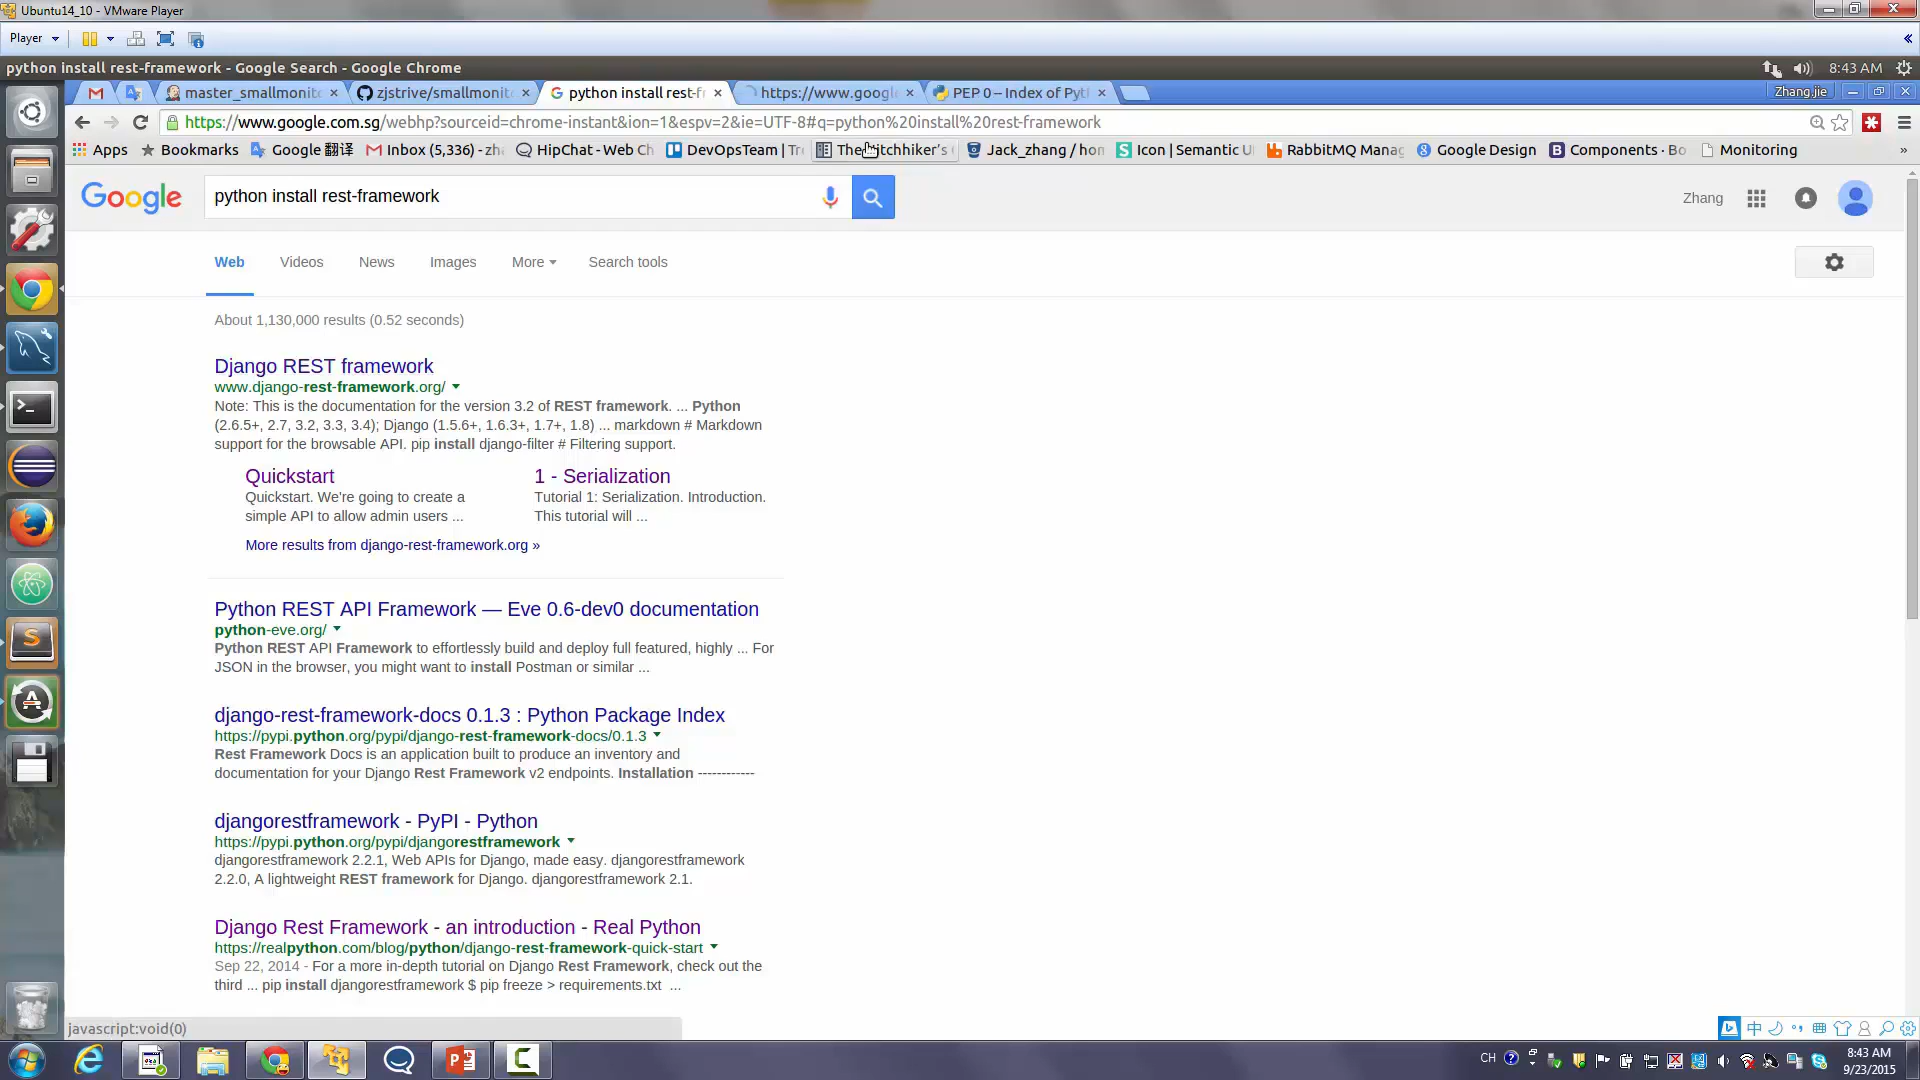 Ubuntu14_10 - VMware Player
Player
python install rest-framework - Google Search - Google Chrome
8:43 AM
master_smallmonito
zjstrive/smallmonit
python install rest-f
https://www.google
PEP 0 – Index of Pyt
Zhang.jie
https://www.google.com.sg/webhp?sourceid=chrome-instant&ion=1&espv=2&ie=UTF-8#q=python%20install%20rest-framework
Apps
Bookmarks
Google 翻译
Inbox (5,336) - zha
HipChat - Web C
DevOpsTeam | Tr
Jack_zhang / hon
Icon | Semantic U
RabbitMQ Manag
Google Design
Components · Bo
Monitoring
»
Google
python install rest-framework
Zhang
Web
Videos
News
Images
More
Search tools
About 1,130,000 results (0.52 seconds)
Django REST framework
www.django-rest-framework.org/
Note: This is the documentation for the version 3.2 of REST framework. ... Python
(2.6.5+, 2.7, 3.2, 3.3, 3.4); Django (1.5.6+, 1.6.3+, 1.7+, 1.8) ... markdown # Markdown
support for the browsable API. pip install django-filter # Filtering support.
Quickstart
Quickstart. We're going to create a
simple API to allow admin users ...
1 - Serialization
Tutorial 1: Serialization. Introduction.
This tutorial will ...
More results from django-rest-framework.org »
Python REST API Framework — Eve 0.6-dev0 documentation
python-eve.org/
Python REST API Framework to effortlessly build and deploy full featured, highly ... For
JSON in the browser, you might want to install Postman or similar ...
django-rest-framework-docs 0.1.3 : Python Package Index
https://pypi.python.org/pypi/django-rest-framework-docs/0.1.3
Rest Framework Docs is an application built to produce an inventory and
documentation for your Django Rest Framework v2 endpoints. Installation ------------
djangorestframework - PyPI - Python
https://pypi.python.org/pypi/djangorestframework
djangorestframework 2.2.1, Web APIs for Django, made easy. djangorestframework
2.2.0, A lightweight REST framework for Django. djangorestframework 2.1.
Django Rest Framework - an introduction - Real Python
https://realpython.com/blog/python/django-rest-framework-quick-start
Sep 22, 2014 - For a more in-depth tutorial on Django Rest Framework, check out the
third ... pip install djangorestframework $ pip freeze > requirements.txt ...
javascript:void(0)
中
CH
8:43 AM
9/23/2015